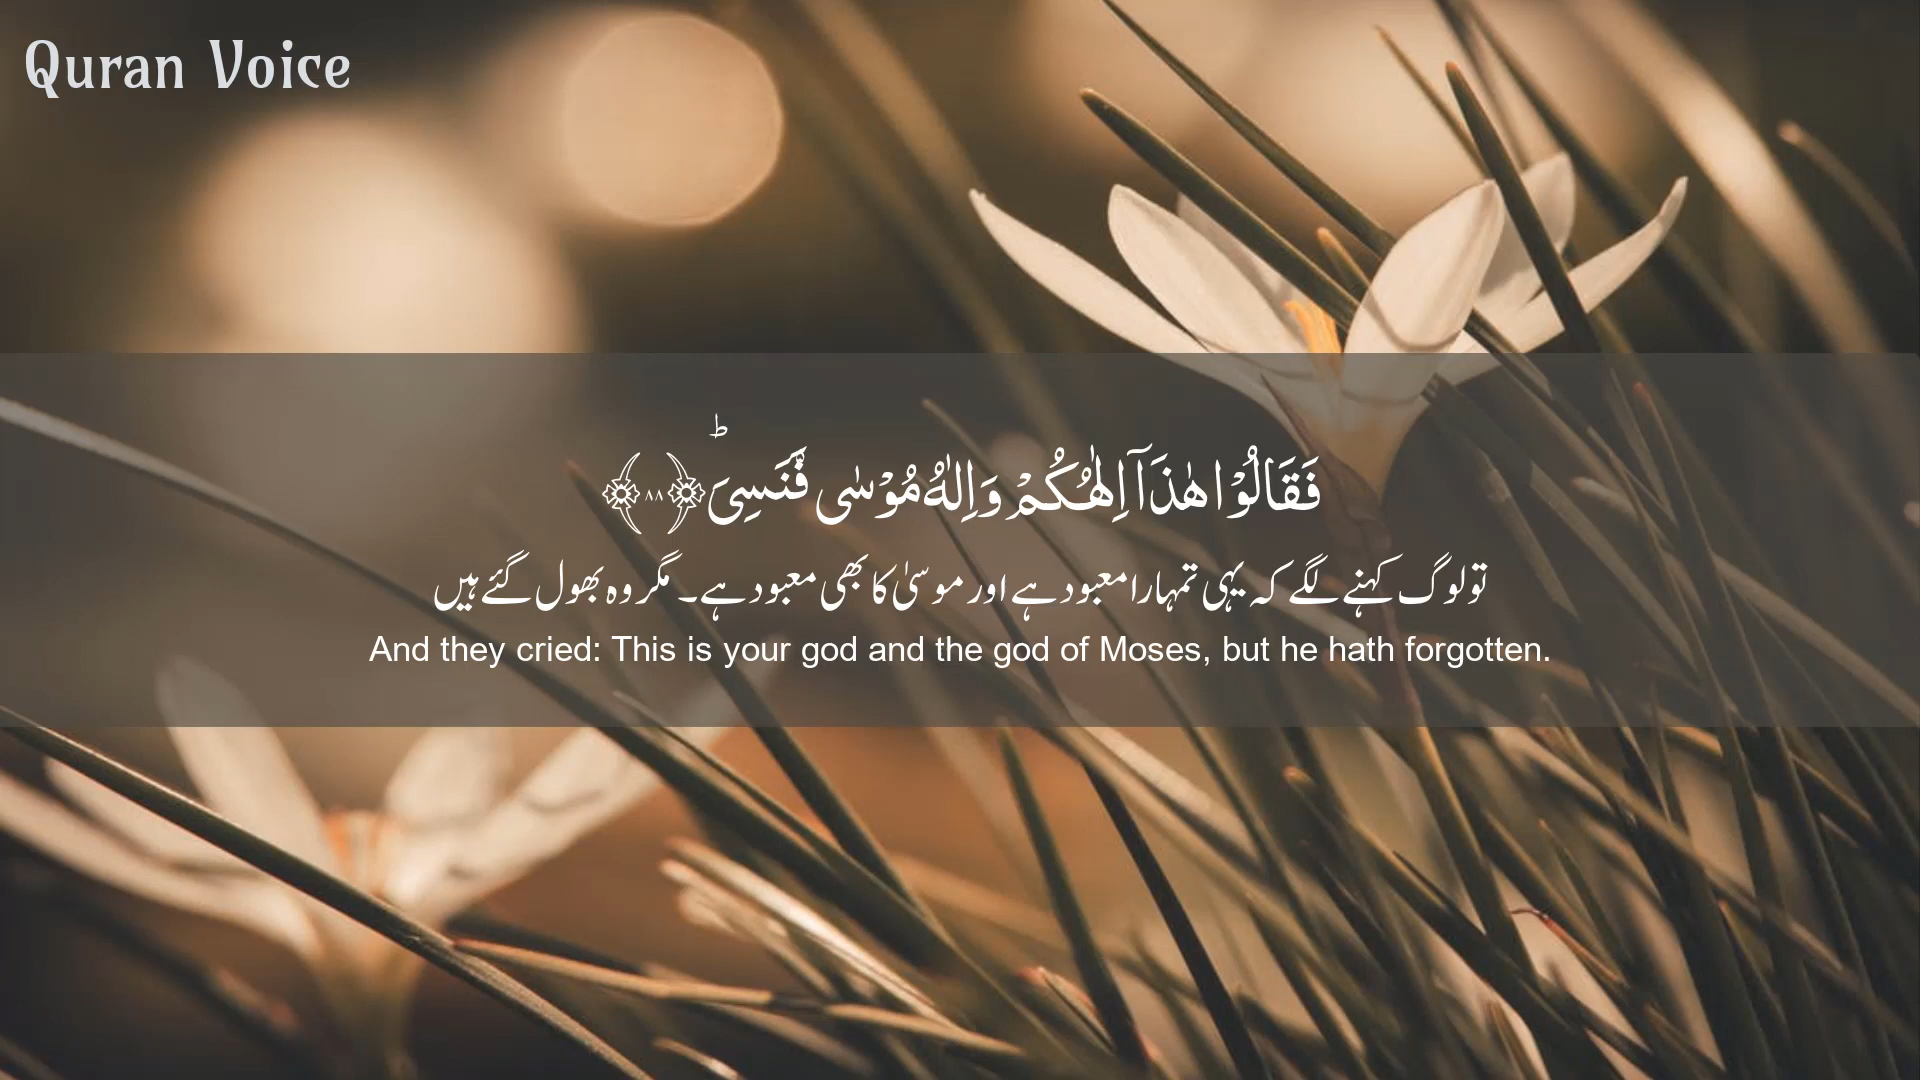 Quran Voice
فَقَالُوْا هٰذَاۤ اِلٰهُكُمْ وَاِلٰهُ مُوْسٰی فَّنَسِیَ ؕ﴿۸۸﴾
تو لوگ کہنے لگے کہ یہی تمہارا معبود ہے اور موسیٰ کا بھی معبود ہے۔ مگر وہ بھول گئے ہیں
And they cried: This is your god and the god of Moses, but he hath forgotten.